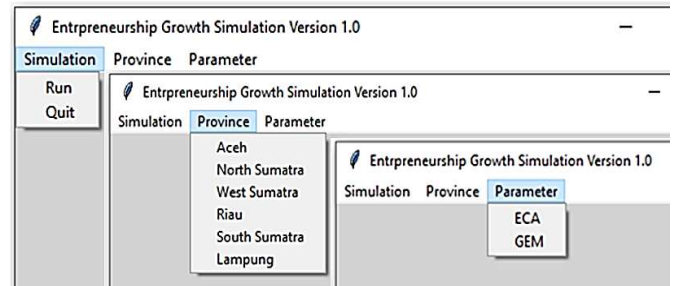 Entrpreneurship Growth Simulation Version 1.0
Simulation Province Parameter
Run
Quit
Entrpreneurship Growth Simulation Version 1.0
Simulation Province Parameter
Aceh
North Sumatra
West Sumatra
Riau
South Sumatra
Lampung
Entrpreneurship Growth Simulation Version 1.0
Simulation Province Parameter
ECA
GEM